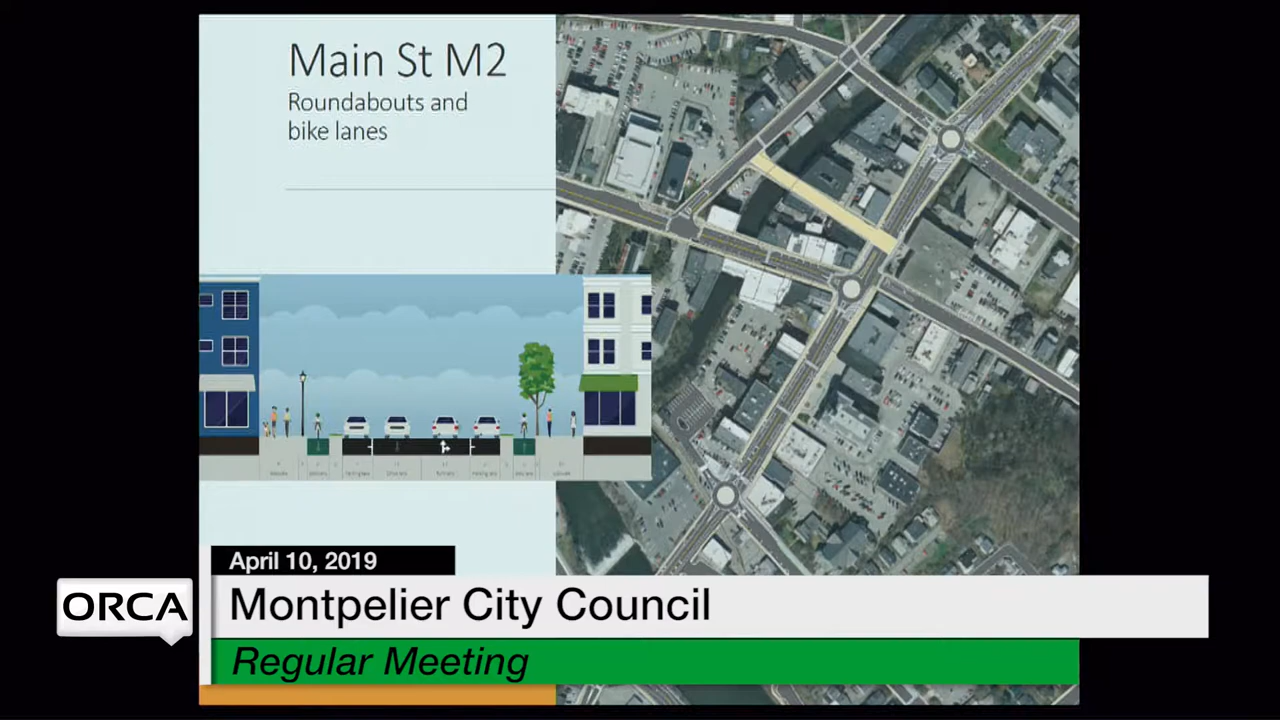 Main St M2
Roundabouts and
bike lanes
April 10, 2019
ORCA
Montpelier City Council
Regular Meeting